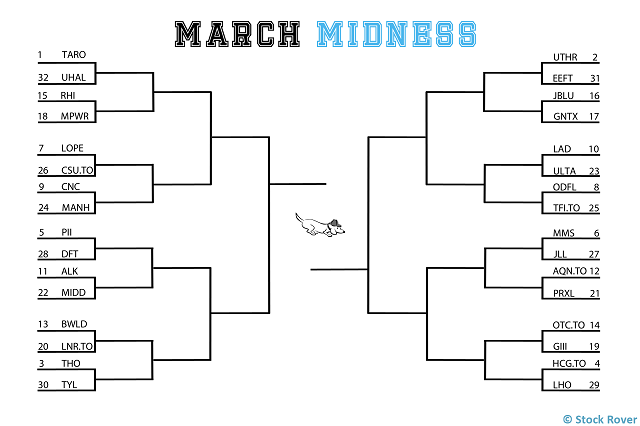 MARCH MIDNESS
1 TARO
32 UHAL
15 RHI
18 MPWR
7 LOPE
26 CSU.TO
9 CNC
24 MANH
5 PII
28 DFT
11 ALK
22 MIDD
13 BWLD
20 LNR.TO
3 THO
30 TYL
UTHR 2
EEFT 31
JBLU 16
GNTX 17
LAD 10
ULTA 23
ODFL 8
TFI.TO 25
MMS 6
JLL 27
AQN.TO 12
PRXL 21
OTC.TO 14
GIII 19
HCG.TO 4
LHO 29
© Stock Rover